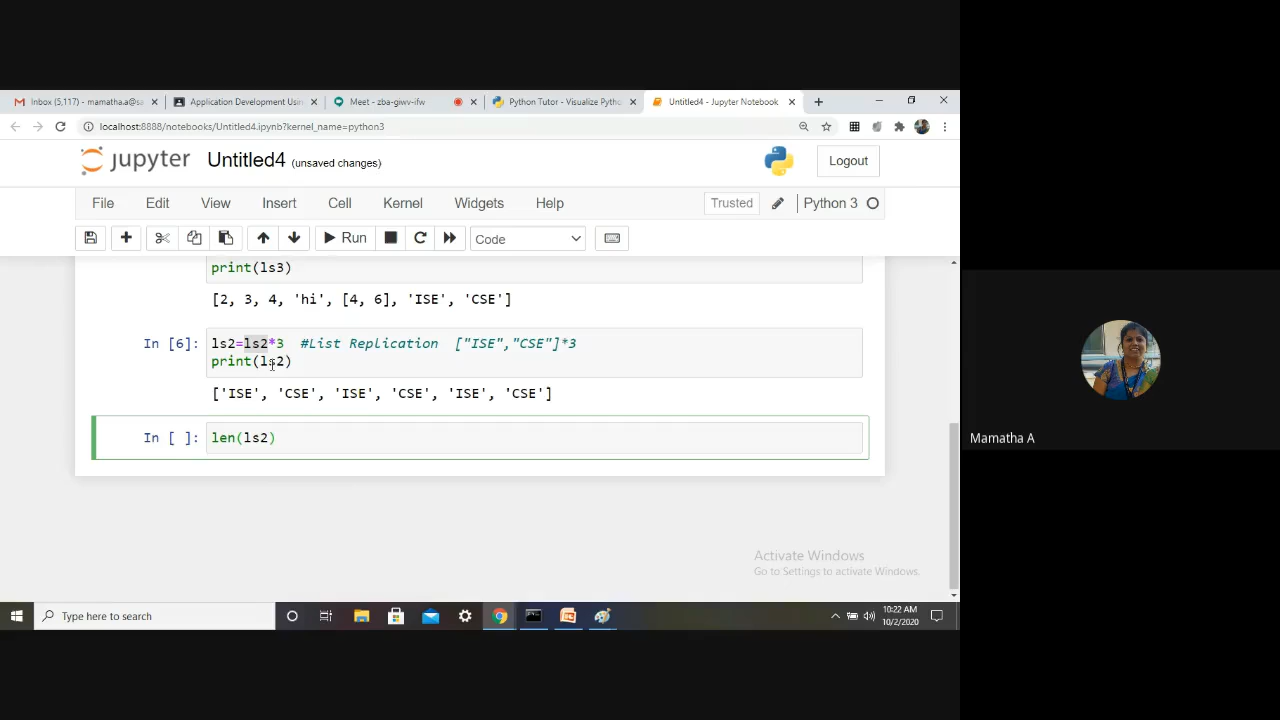 Inbox (5,117) - mamatha.a@sa
Application Development Usin
Meet - zba-giwv-ifw
Python Tutor - Visualize Pytho
Untitled4 - Jupyter Notebook
localhost:8888/notebooks/Untitled4.ipynb?kernel_name=python3
jupyter Untitled4 (unsaved changes)
Logout
File Edit View Insert Cell Kernel Widgets Help
Trusted
Python 3
Run
Code
print(ls3)
[2, 3, 4, 'hi', [4, 6], 'ISE', 'CSE']
In [6]: ls2=ls2*3 #List Replication ["ISE","CSE"]*3
print(ls2)
['ISE', 'CSE', 'ISE', 'CSE', 'ISE', 'CSE']
In [ ]: len(ls2)
Mamatha A
Activate Windows
Go to Settings to activate Windows.
Type here to search
10:22 AM
10/2/2020